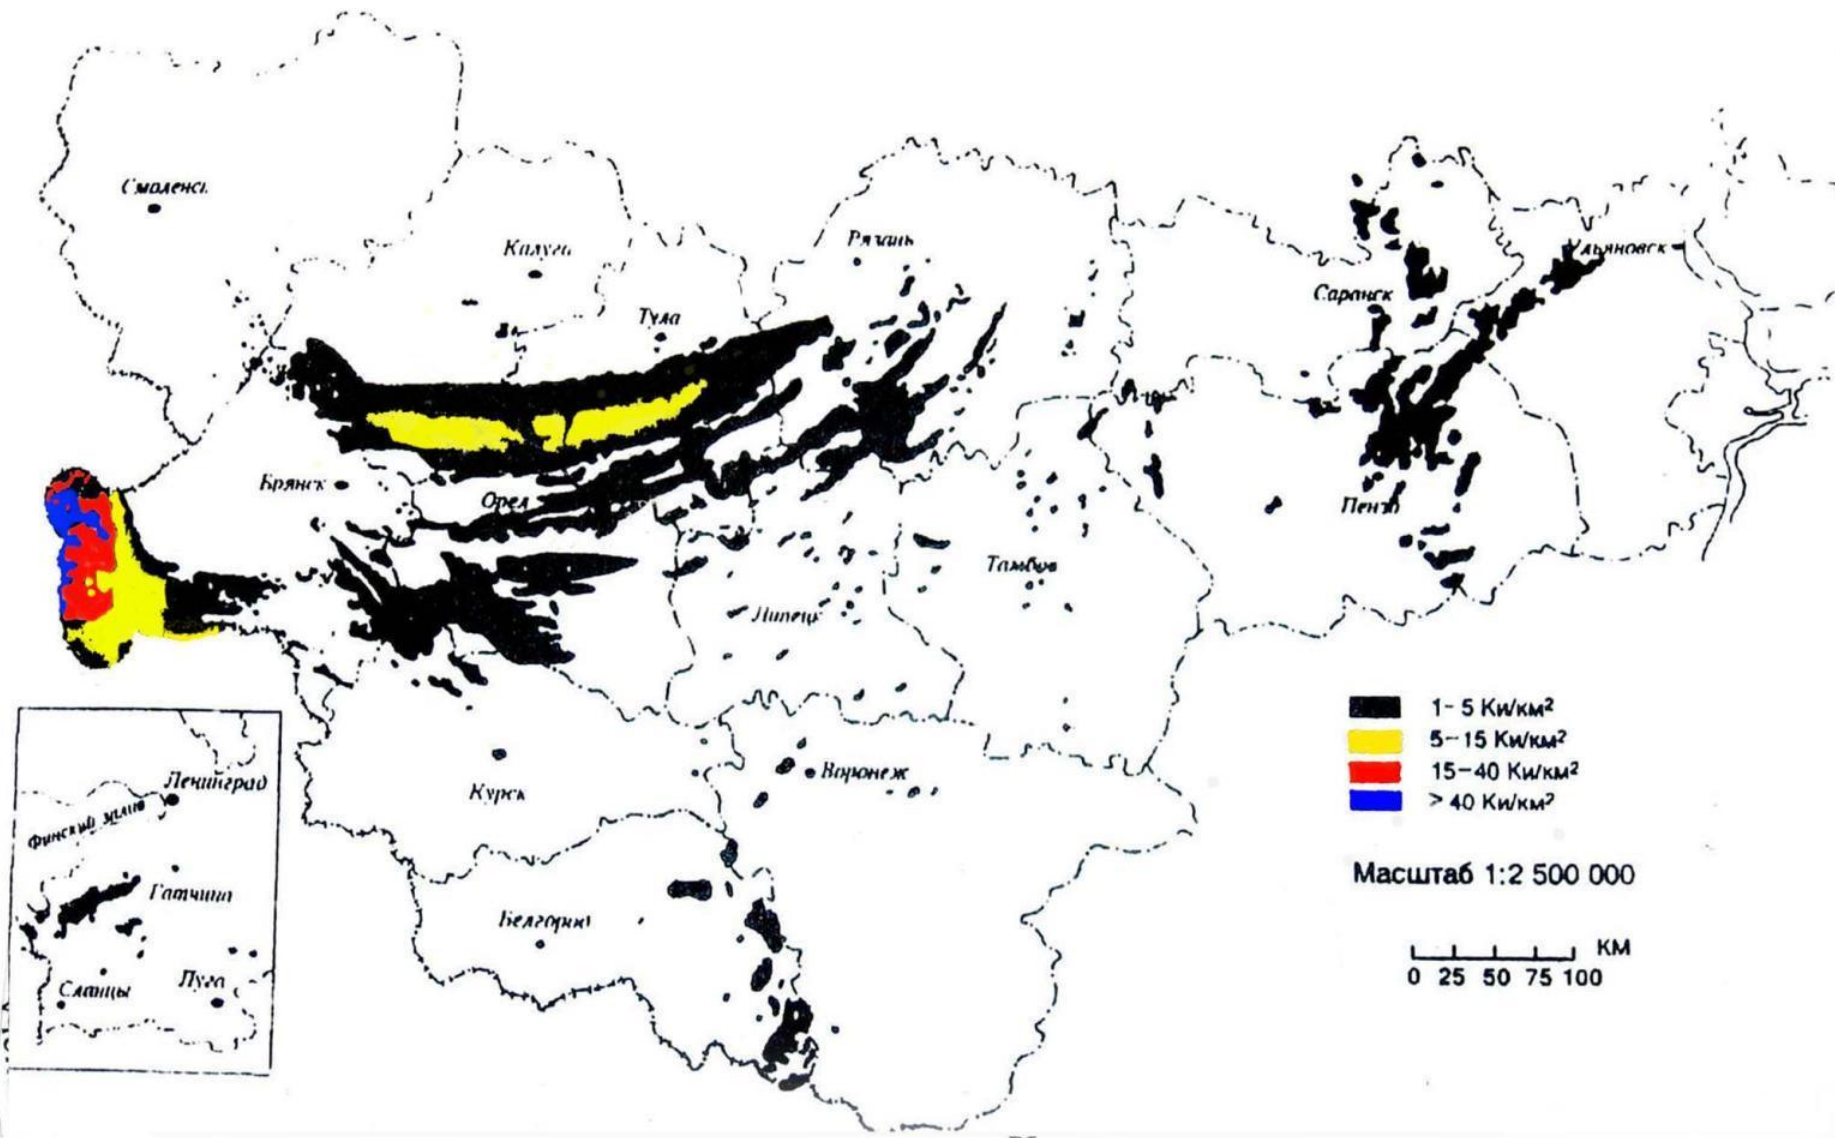 Смоленск
Калуга
Рязань
Тула
Ульяновск
Саранск
Брянск
Орел
Пенза
Тамбов
Липецк
1-5 Ки/км²
5-15 Ки/км²
15-40 Ки/км²
> 40 Ки/км²
Масштаб 1:2 500 000
КМ
0 25 50 75 100
Воронеж
Курск
Белгород
Ленинград
Финский залив
Гатчина
Сланцы
Луга